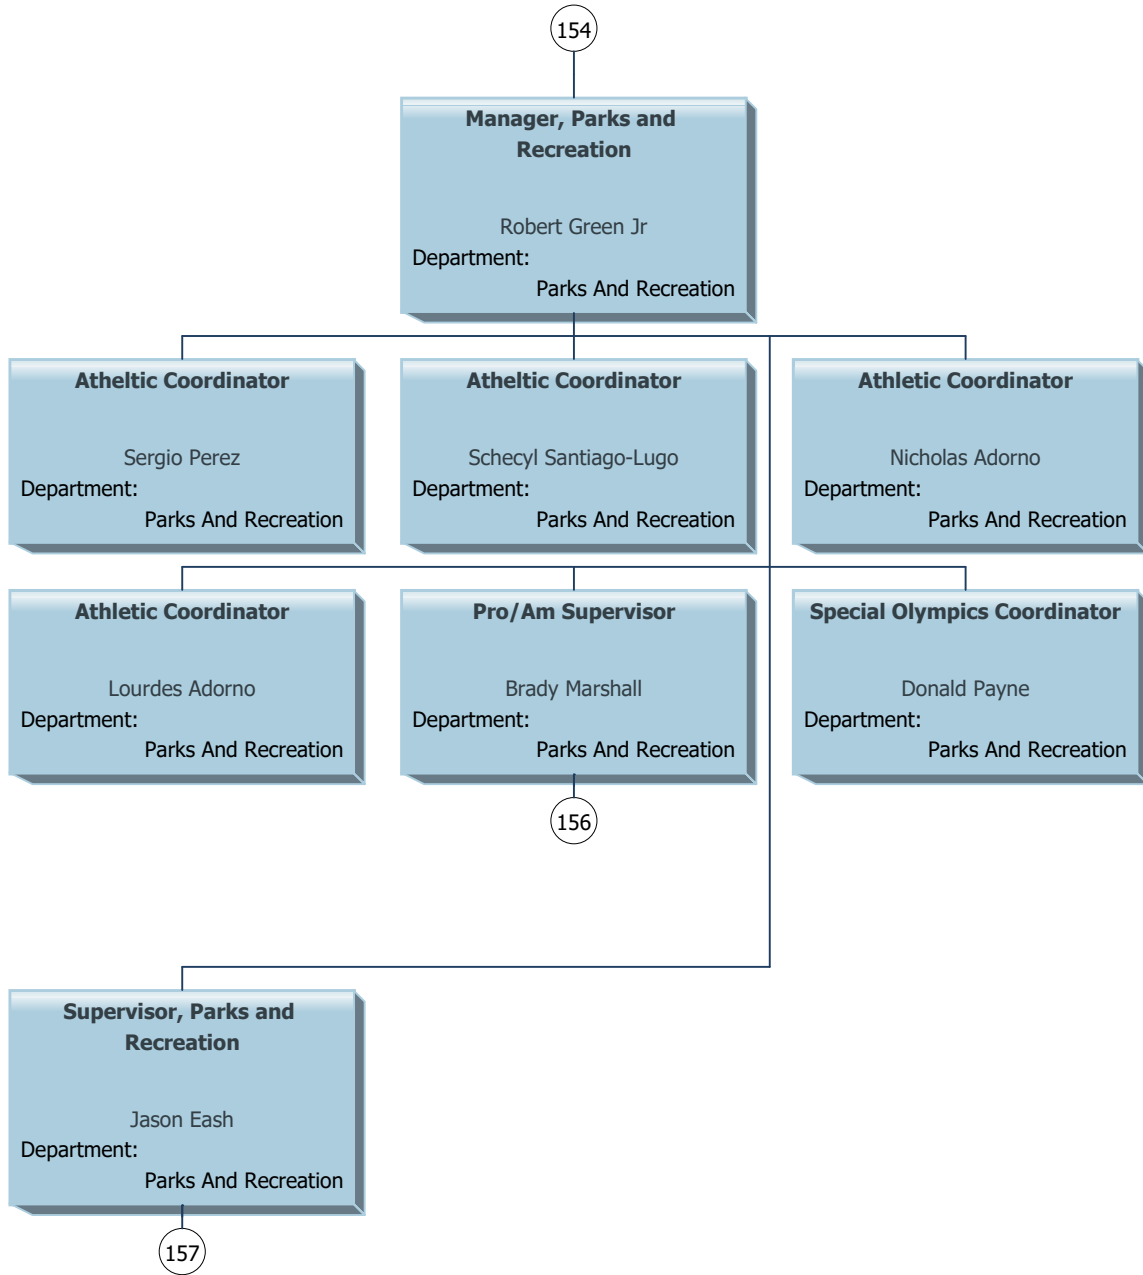 154
Manager, Parks and
Recreation
Robert Green Jr
Department:
Parks And Recreation
Atheltic Coordinator
Sergio Perez
Department:
Parks And Recreation
Atheltic Coordinator
Schecyl Santiago-Lugo
Department:
Parks And Recreation
Athletic Coordinator
Nicholas Adorno
Department:
Parks And Recreation
Athletic Coordinator
Lourdes Adorno
Department:
Parks And Recreation
Pro/Am Supervisor
Brady Marshall
Department:
Parks And Recreation
156
Special Olympics Coordinator
Donald Payne
Department:
Parks And Recreation
Supervisor, Parks and
Recreation
Jason Eash
Department:
Parks And Recreation
157